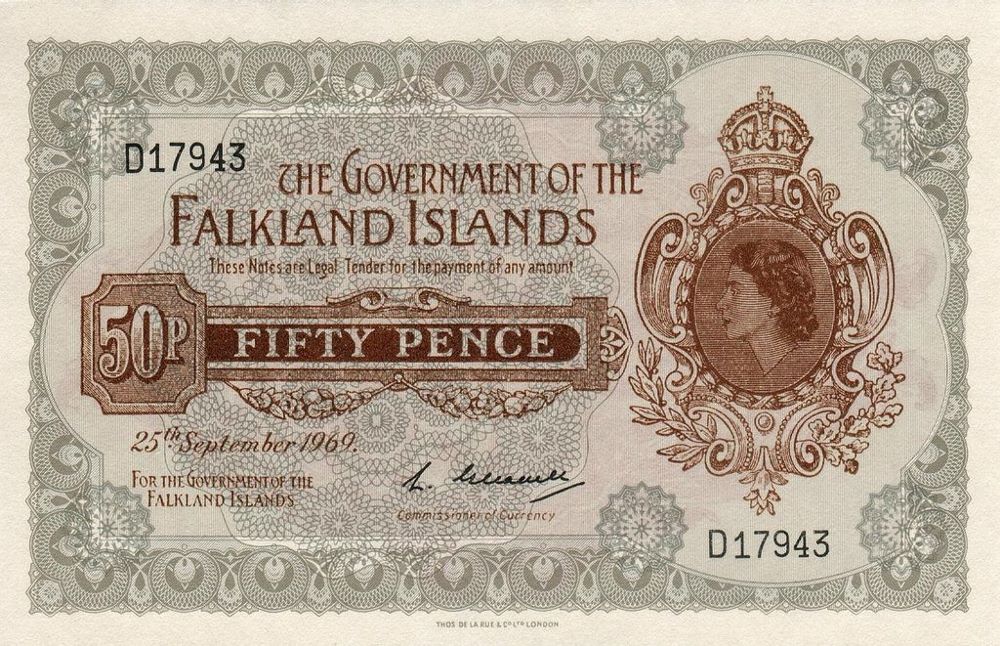 D17943
THE GOVERNMENT OF THE
FALKLAND ISLANDS
These Notes are Legal Tender for the payment of any amount
50P
FIFTY PENCE
25th September 1969.
FOR THE GOVERNMENT OF THE
FALKLAND ISLANDS
Commissioner of Currency
D17943
THOS DE LA RUE & Co LTD LONDON